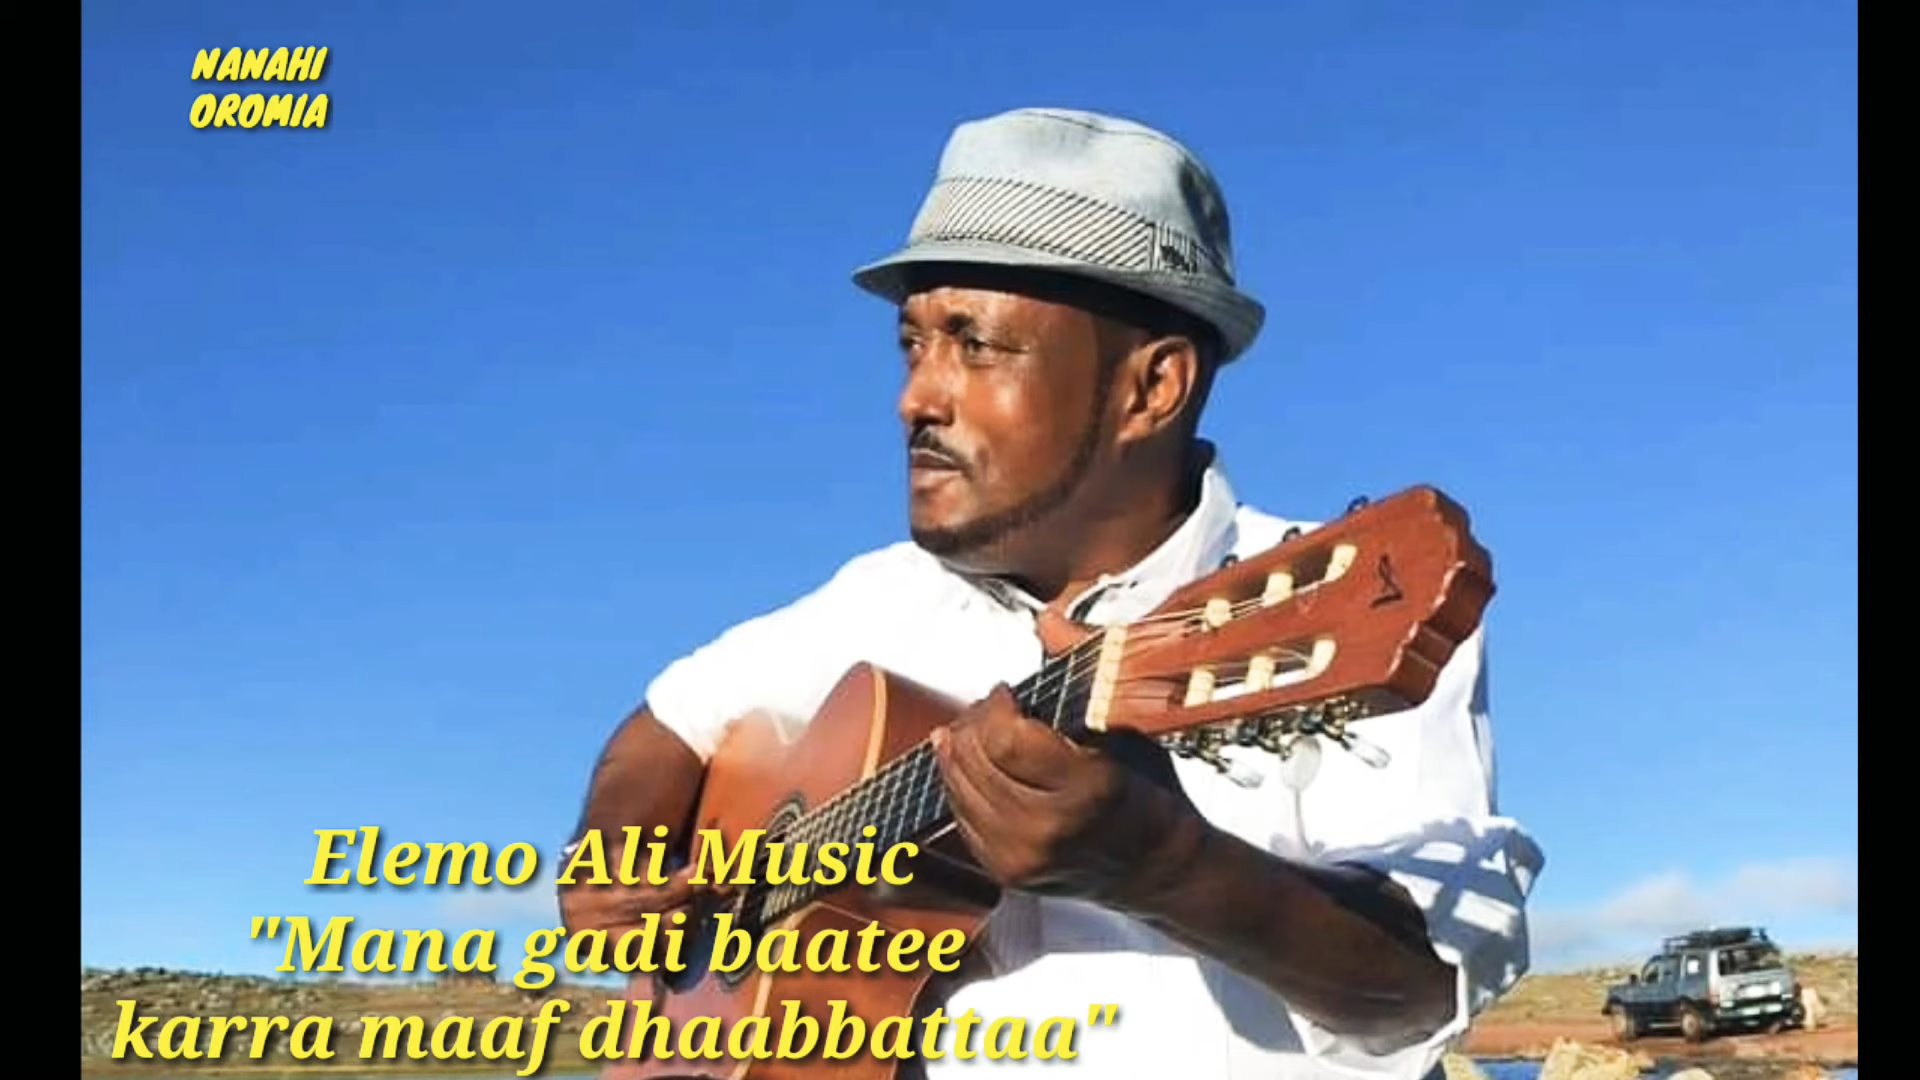 NANAHI
OROMIA
Elemo Ali Music
"Mana gadi baatee
karra maaf dhaabbattaa"